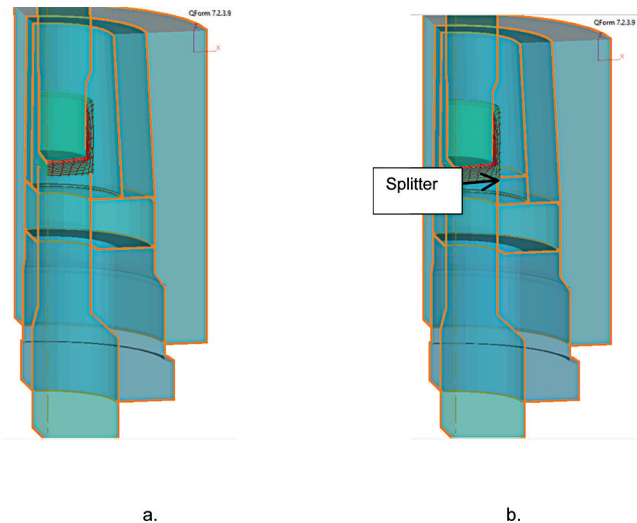 QForm 7.2.3.9
X
QForm 7.2.3.9
X
Splitter
a.
b.